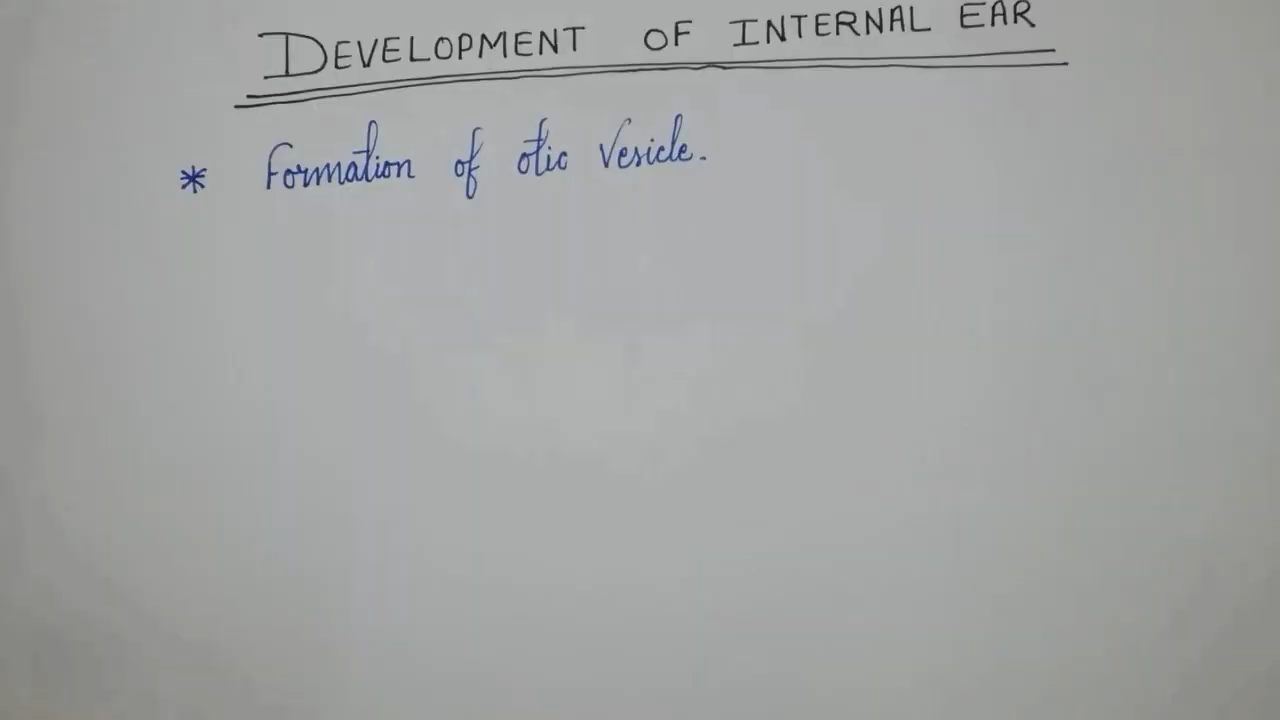 DEVELOPMENT OF INTERNAL EAR
* Formation of otic Vesicle.